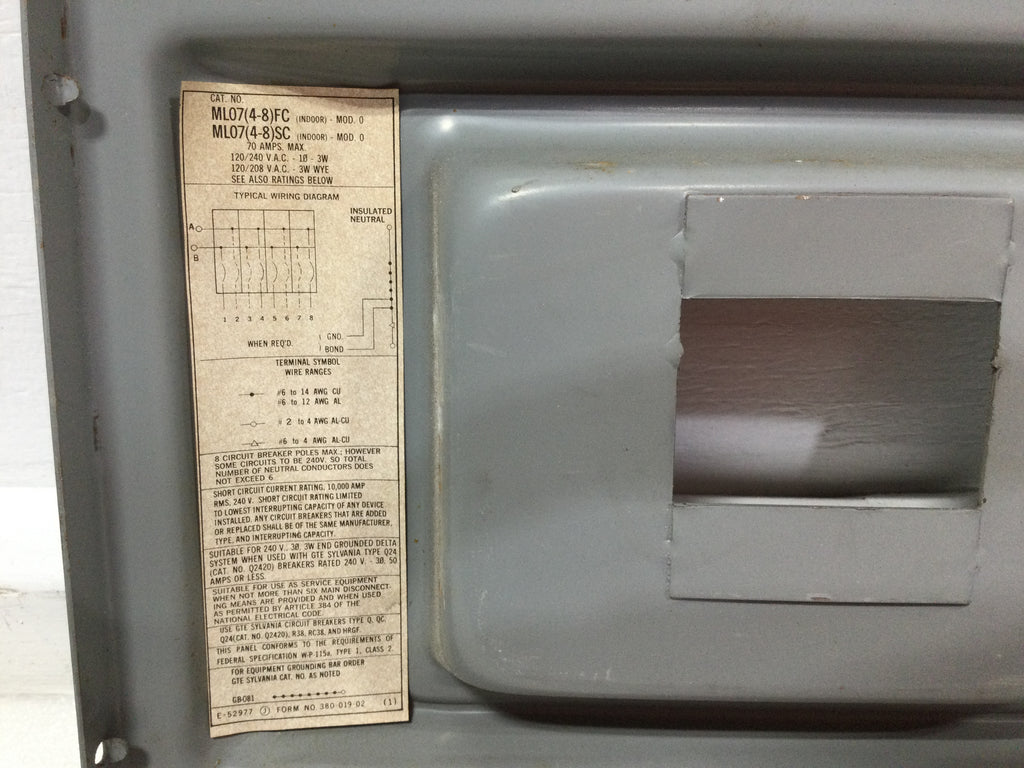 CAT. NO.
ML07(4-8)FC (INDOOR) - MOD. 0
ML07(4-8)SC (INDOOR) - MOD. 0
70 AMPS. MAX.
120/240 V.A.C. - 1Ø - 3W
120/208 V.A.C. - 3W WYE
SEE ALSO RATINGS BELOW
TYPICAL WIRING DIAGRAM
INSULATED
NEUTRAL
A
B
1 2 3 4 5 6 7 8
GND.
WHEN REQ'D.
BOND
TERMINAL SYMBOL
WIRE RANGES
#6 to 14 AWG CU
#6 to 12 AWG AL
# 2 to 4 AWG AL-CU
#6 to 4 AWG AL-CU
8 CIRCUIT BREAKER POLES MAX.; HOWEVER
SOME CIRCUITS TO BE 240V. SO TOTAL
NUMBER OF NEUTRAL CONDUCTORS DOES
NOT EXCEED 6
SHORT CIRCUIT CURRENT RATING, 10,000 AMP
RMS, 240 V. SHORT CIRCUIT RATING LIMITED
TO LOWEST INTERRUPTING CAPACITY OF ANY DEVICE
INSTALLED. ANY CIRCUIT BREAKERS THAT ARE ADDED
OR REPLACED SHALL BE OF THE SAME MANUFACTURER,
TYPE, AND INTERRUPTING CAPACITY.
SUITABLE FOR 240 V., 3Ø, 3W END GROUNDED DELTA
SYSTEM WHEN USED WITH GTE SYLVANIA TYPE Q24
(CAT. NO. Q2420) BREAKERS RATED 240 V. - 3Ø, 50
AMPS OR LESS.
SUITABLE FOR USE AS SERVICE EQUIPMENT
WHEN NOT MORE THAN SIX MAIN DISCONNECT-
ING MEANS ARE PROVIDED AND WHEN USED
AS PERMITTED BY ARTICLE 384 OF THE
NATIONAL ELECTRICAL CODE.
USE GTE SYLVANIA CIRCUIT BREAKERS TYPE Q, QC,
Q24(CAT. NO. Q2420), R38, RC38, AND HRGF.
THIS PANEL CONFORMS TO THE REQUIREMENTS OF
FEDERAL SPECIFICATION W-P 115a, TYPE 1, CLASS 2.
FOR EQUIPMENT GROUNDING BAR ORDER
GTE SYLVANIA CAT. NO. AS NOTED
GB-081
E-52977 J FORM NO. 380-019-02 (1)